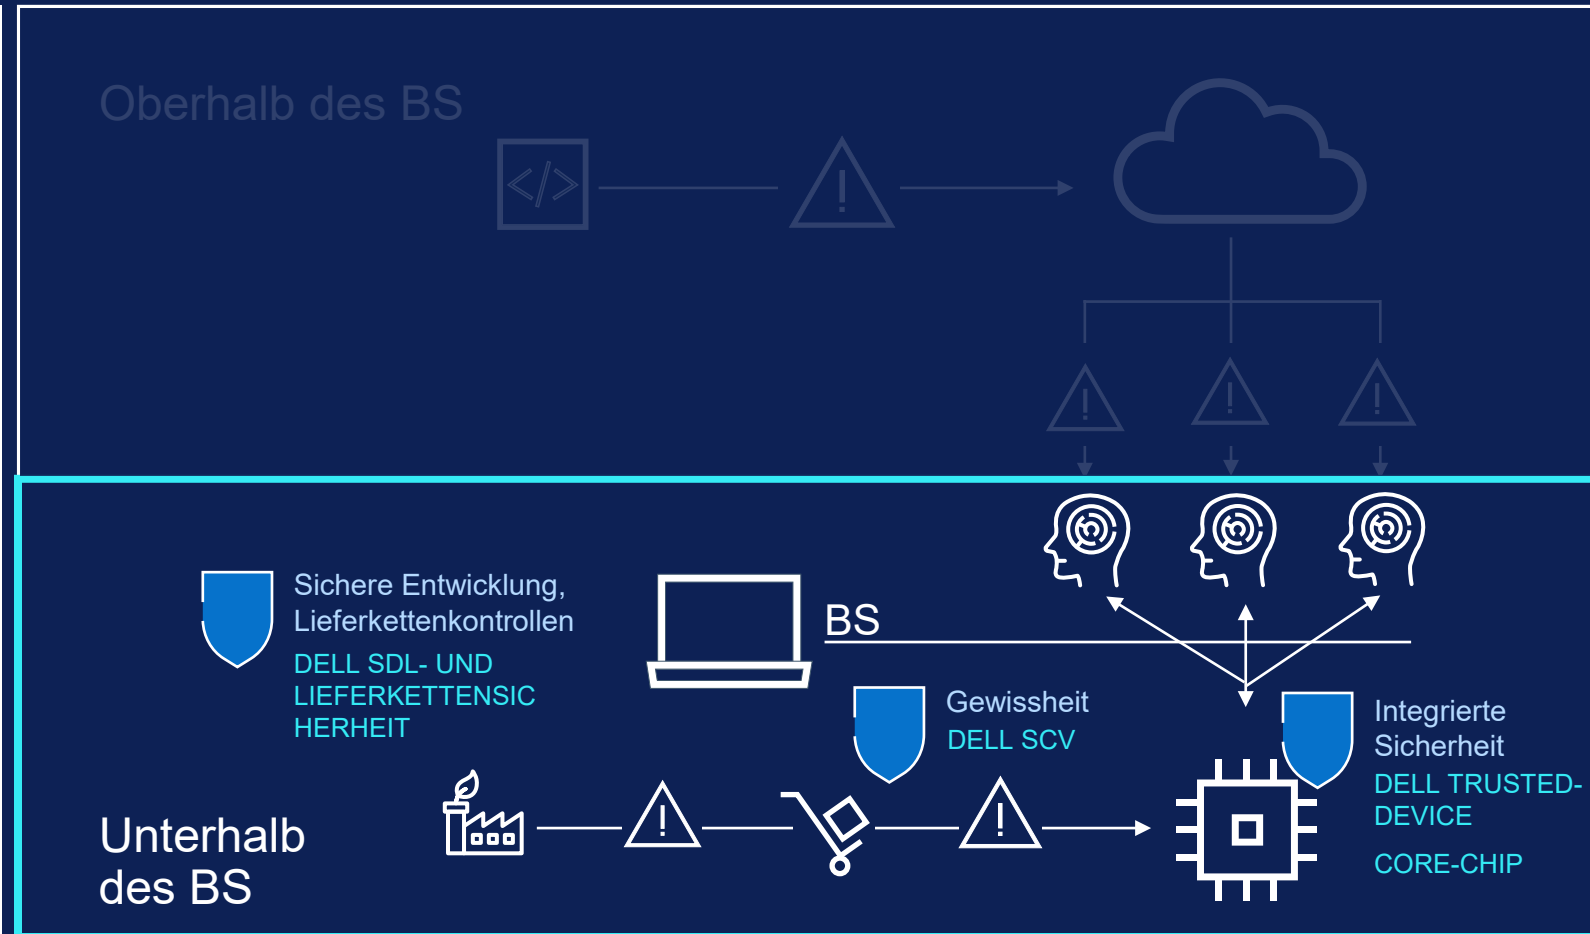 Oberhalb des BS
</>
Sichere Entwicklung,
Lieferkettenkontrollen
DELL SDL- UND
LIEFERKETTENSIC
HERHEIT
BS
Gewissheit
DELL SCV
Integrierte
Sicherheit
DELL TRUSTED-
DEVICE
CORE-CHIP
Unterhalb
des BS